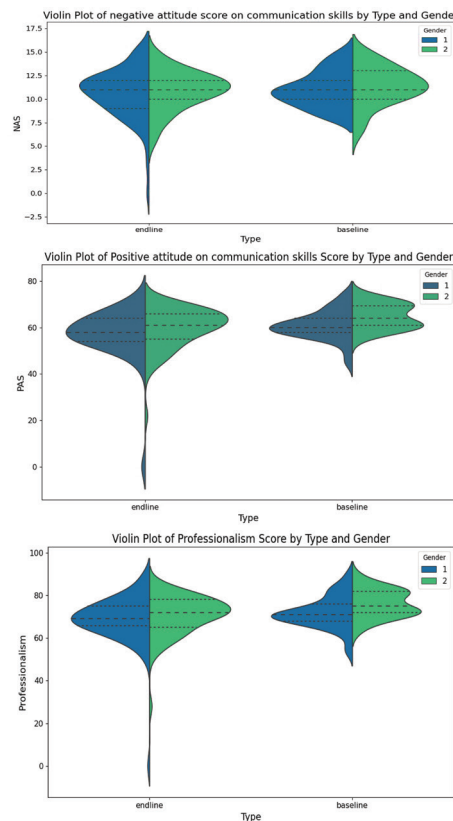 Violin Plot of negative attitude score on communication skills by Type and Gender
Gender
1
2
17.5
15.0
12.5
10.0
7.5
5.0
2.5
0.0
−2.5
NAS
endline
baseline
Type
Violin Plot of Positive attitude on communication skills Score by Type and Gender
Gender
1
2
80
60
40
20
0
PAS
endline
baseline
Type
Violin Plot of Professionalism Score by Type and Gender
Gender
1
2
100
80
60
40
20
0
Professionalism
endline
baseline
Type